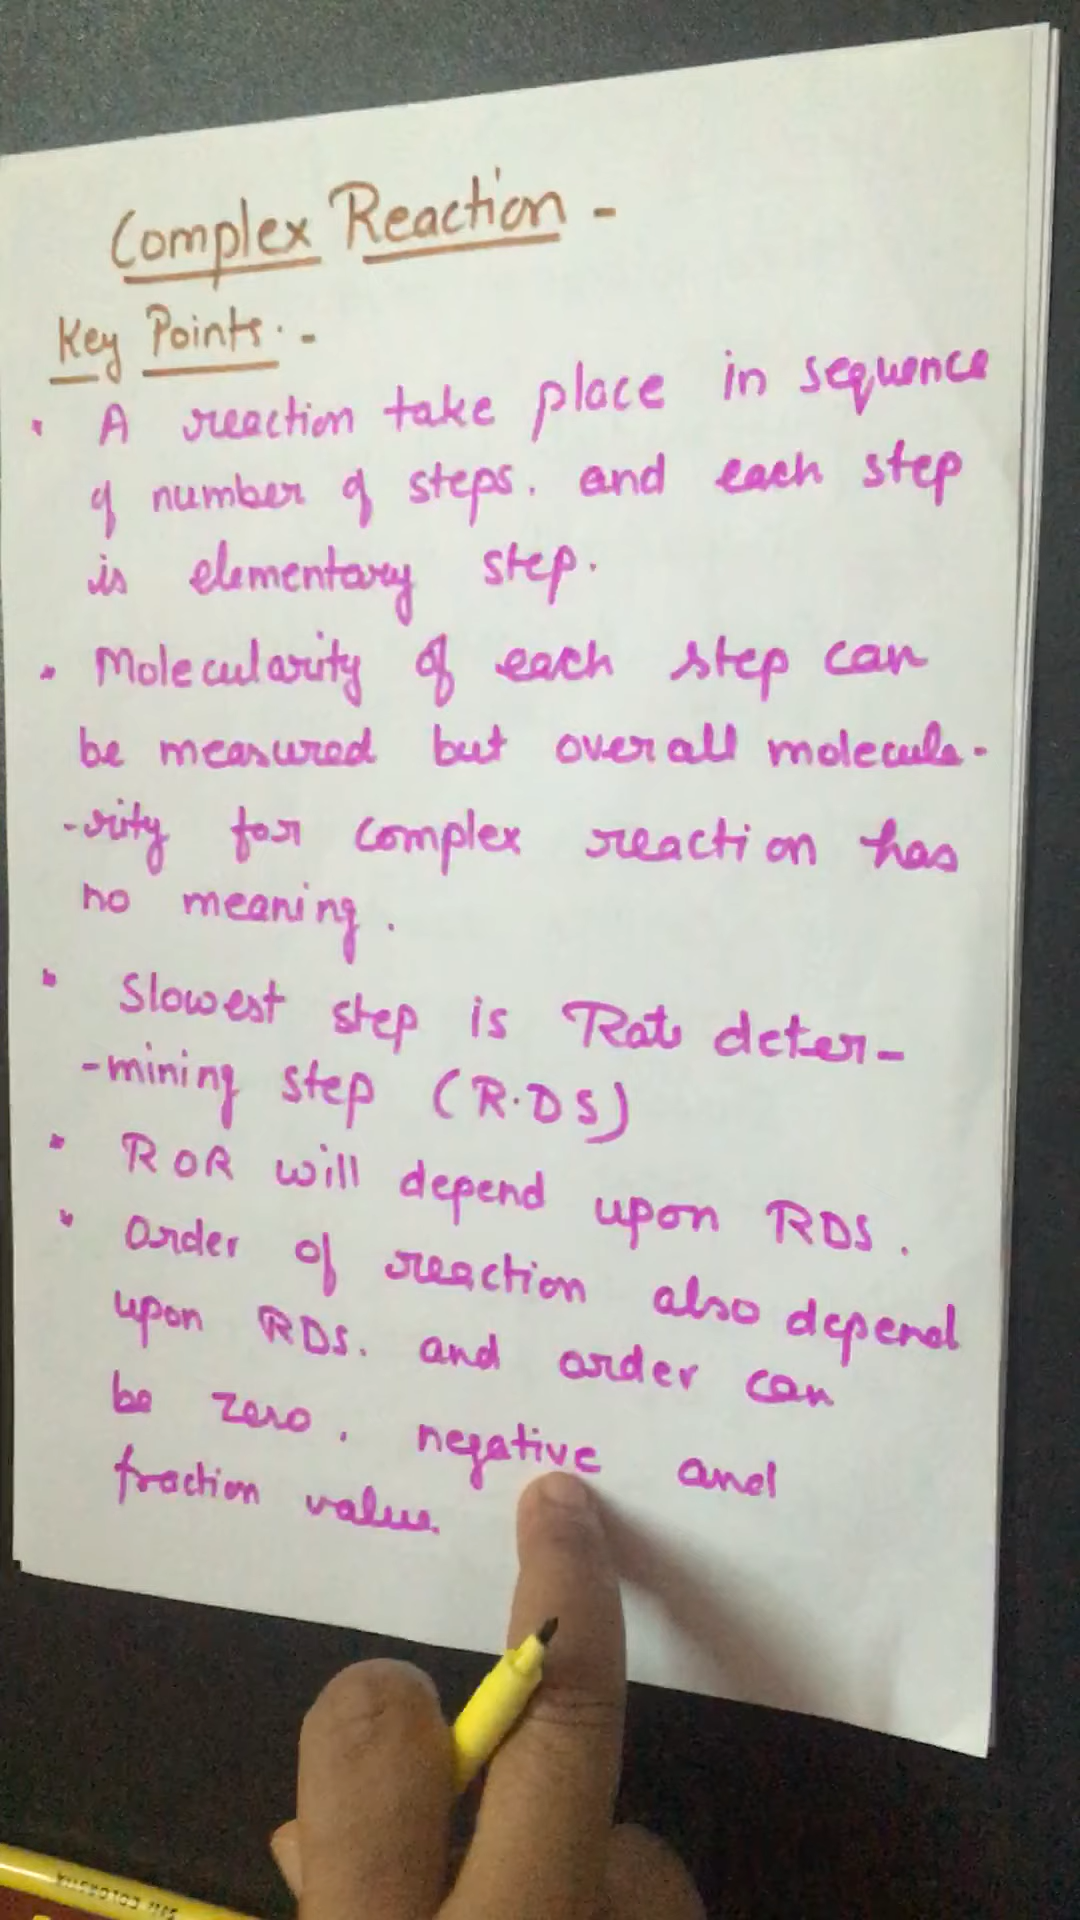 Complex Reaction -
Key Points. -
• A reaction take place in sequence
of number of steps. and each step
is elementary step.
• Molecularity of each step can
be measured but overall molecula-
-rity for complex reaction has
no meaning.
• Slowest step is Rate deter-
-mining step (R.D S)
• ROR will depend upon RDS.
• Order of reaction also depend
upon RDS. and order can
be zero, negative and
fraction value.